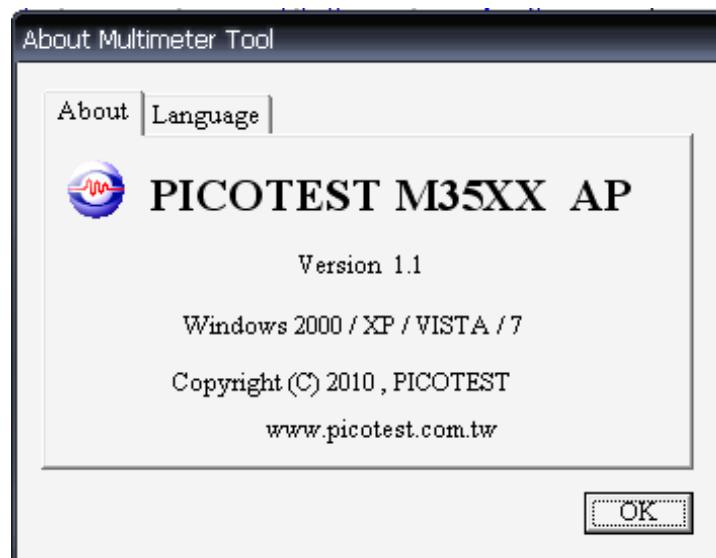 About Multimeter Tool
About Language
PICOTEST M35XX AP
Version 1.1
Windows 2000 / XP / VISTA / 7
Copyright (C) 2010 , PICOTEST
www.picotest.com.tw
OK